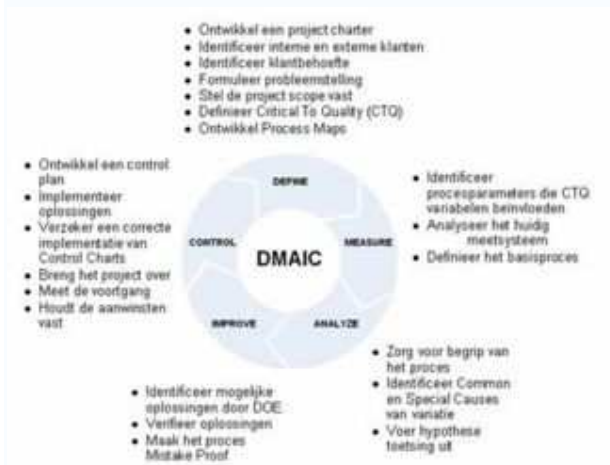 • Ontwikkel een project charter
• Identificeer interne en externe klanten
• Identificeer klantbehoefte
• Formuleer probleemstelling
• Stel de project scope vast
• Definieer Critical To Quality (CTQ)
• Ontwikkel Process Maps
DEFINE
• Identificeer
procesparameters die CTQ
variabelen beïnvloeden
• Analyseer het huidig
meetsysteem
• Definieer het basisproces
MEASURE
DMAIC
ANALYZE
• Zorg voor begrip van
het proces
• Identificeer Common
en Special Causes
van variatie
• Voer hypothese
toetsing uit
IMPROVE
• Identificeer mogelijke
oplossingen door DOE
• Verifieer oplossingen
• Maak het proces
Mistake Proof
CONTROL
• Ontwikkel een control
plan
• Implementeer
oplossingen
• Verzeker een correcte
implementatie van
Control Charts
• Breng het project over
• Meet de voortgang
• Houdt de aanwinsten
vast